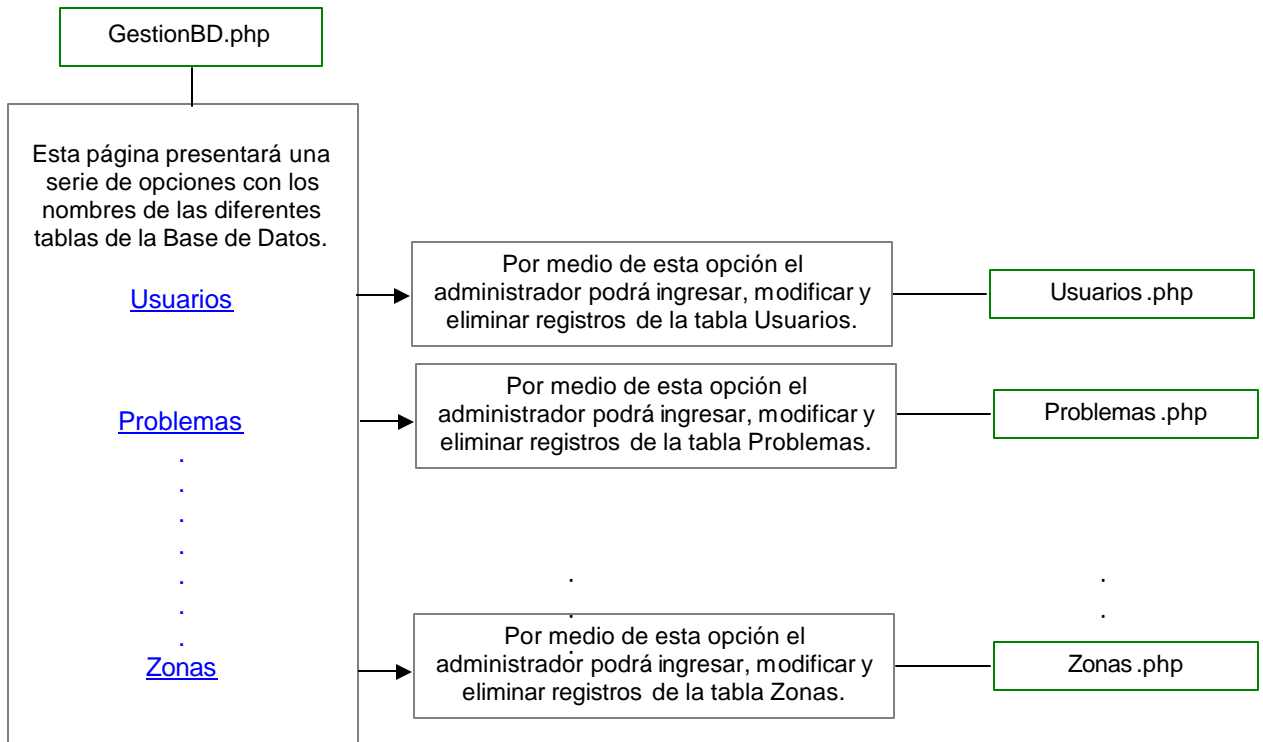 GestionBD.php
Esta página presentará una
serie de opciones con los
nombres de las diferentes
tablas de la Base de Datos.
Usuarios
Por medio de esta opción el
administrador podrá ingresar, modificar y
eliminar registros de la tabla Usuarios.
Usuarios.php
Problemas
Por medio de esta opción el
administrador podrá ingresar, modificar y
eliminar registros de la tabla Problemas.
Problemas.php
.
.
.
.
.
.
.
.
.
.
.
.
Zonas
Por medio de esta opción el
administrador podrá ingresar, modificar y
eliminar registros de la tabla Zonas.
Zonas.php